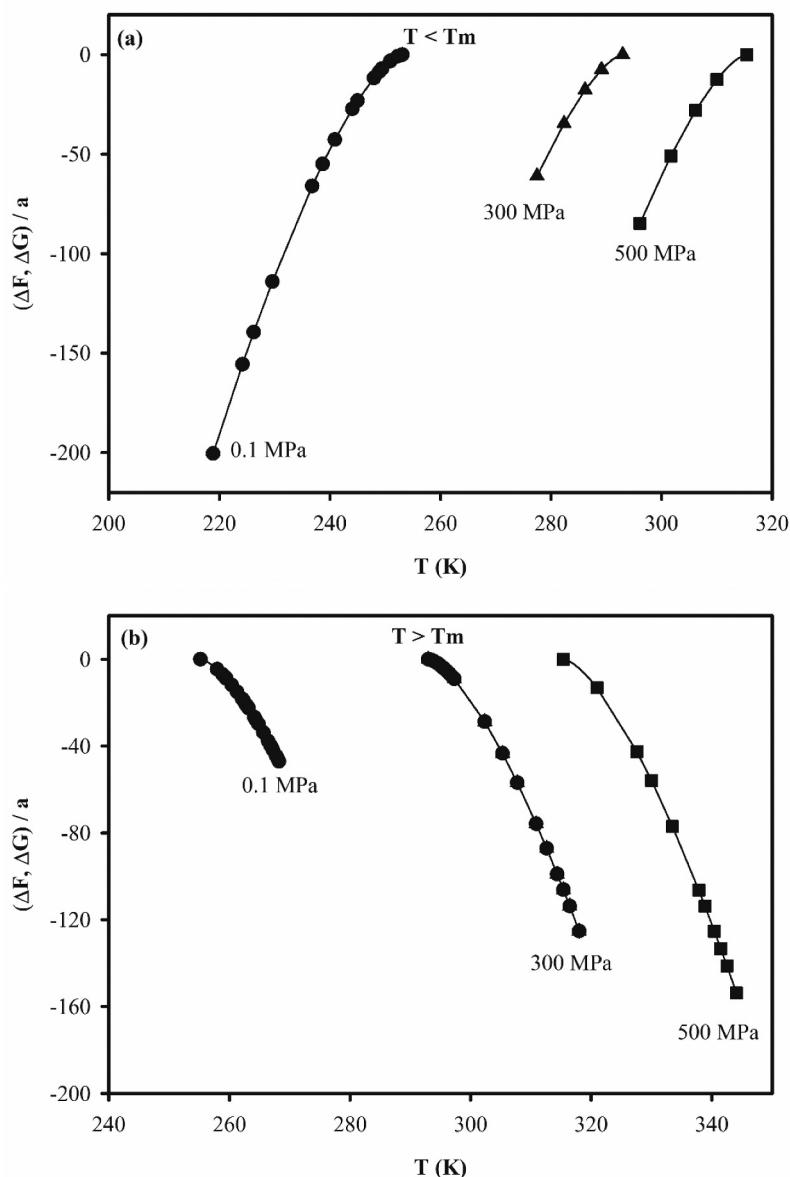 (a)
T < Tm
0
-50
-100
-150
-200
(ΔF, ΔG) / a
300 MPa
500 MPa
0.1 MPa
200 220 240 260 280 300 320
T (K)
(b)
T > Tm
0
-40
-80
-120
-160
-200
(ΔF, ΔG) / a
0.1 MPa
300 MPa
500 MPa
240 260 280 300 320 340
T (K)